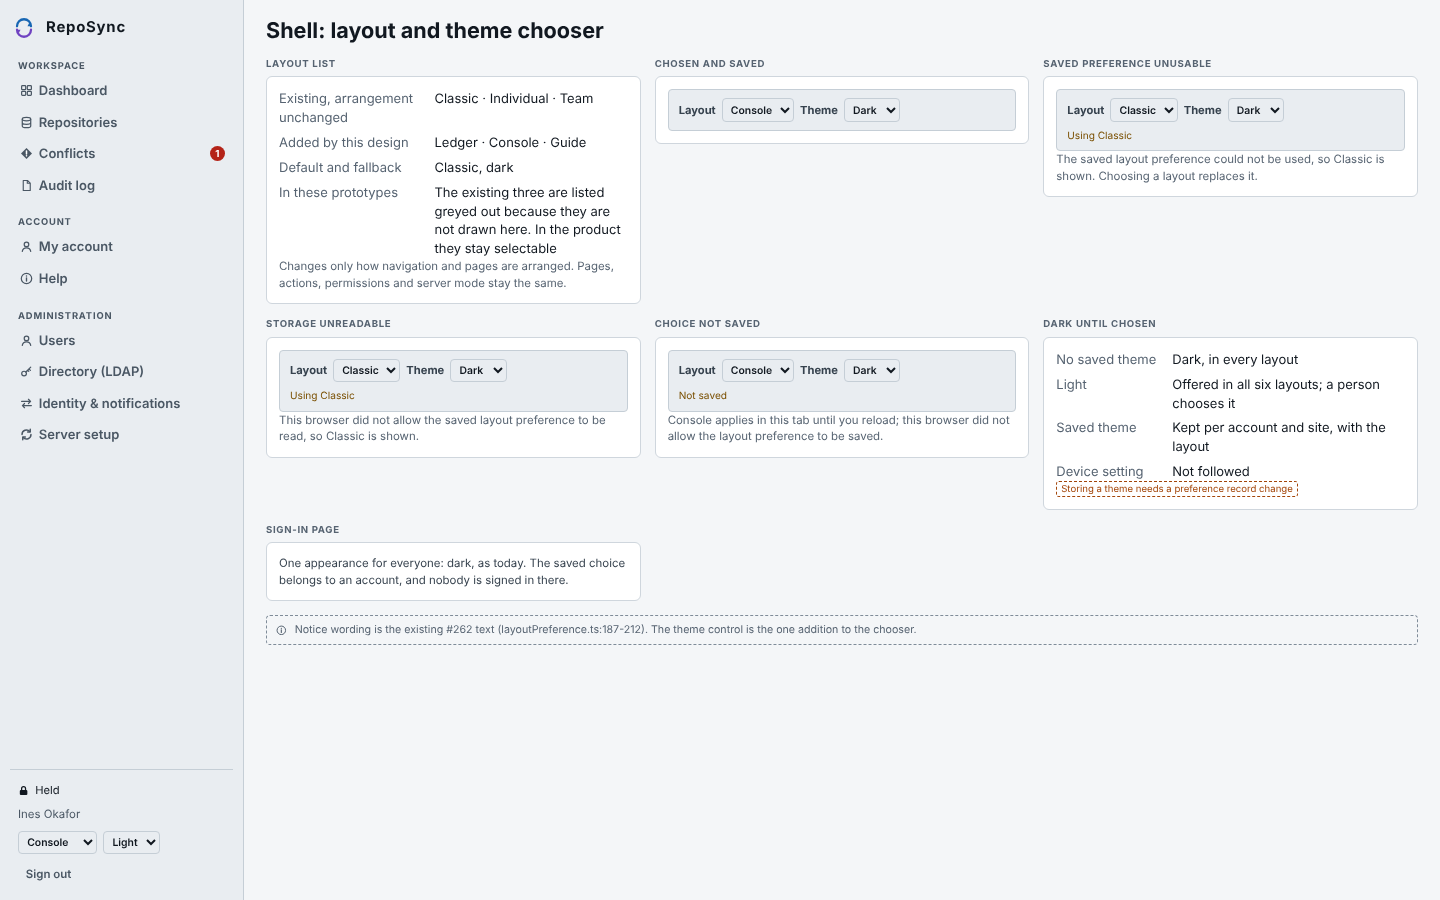 RepoSync
WORKSPACE
Dashboard
Repositories
Conflicts 1
Audit log
ACCOUNT
My account
Help
ADMINISTRATION
Users
Directory (LDAP)
Identity & notifications
Server setup
Held
Ines Okafor
Console Light
Sign out
Shell: layout and theme chooser
LAYOUT LIST
Existing, arrangement unchanged
Classic · Individual · Team
Added by this design
Ledger · Console · Guide
Default and fallback
Classic, dark
In these prototypes
The existing three are listed
greyed out because they are
not drawn here. In the product
they stay selectable
Changes only how navigation and pages are arranged. Pages,
actions, permissions and server mode stay the same.
CHOSEN AND SAVED
Layout Console Theme Dark
SAVED PREFERENCE UNUSABLE
Layout Classic Theme Dark
Using Classic
The saved layout preference could not be used, so Classic is
shown. Choosing a layout replaces it.
STORAGE UNREADABLE
Layout Classic Theme Dark
Using Classic
This browser did not allow the saved layout preference to be
read, so Classic is shown.
CHOICE NOT SAVED
Layout Console Theme Dark
Not saved
Console applies in this tab until you reload; this browser did not
allow the layout preference to be saved.
DARK UNTIL CHOSEN
No saved theme
Dark, in every layout
Light
Offered in all six layouts; a person
chooses it
Saved theme
Kept per account and site, with the
layout
Device setting
Not followed
Storing a theme needs a preference record change
SIGN-IN PAGE
One appearance for everyone: dark, as today. The saved choice
belongs to an account, and nobody is signed in there.
Notice wording is the existing #262 text (layoutPreference.ts:187-212). The theme control is the one addition to the chooser.